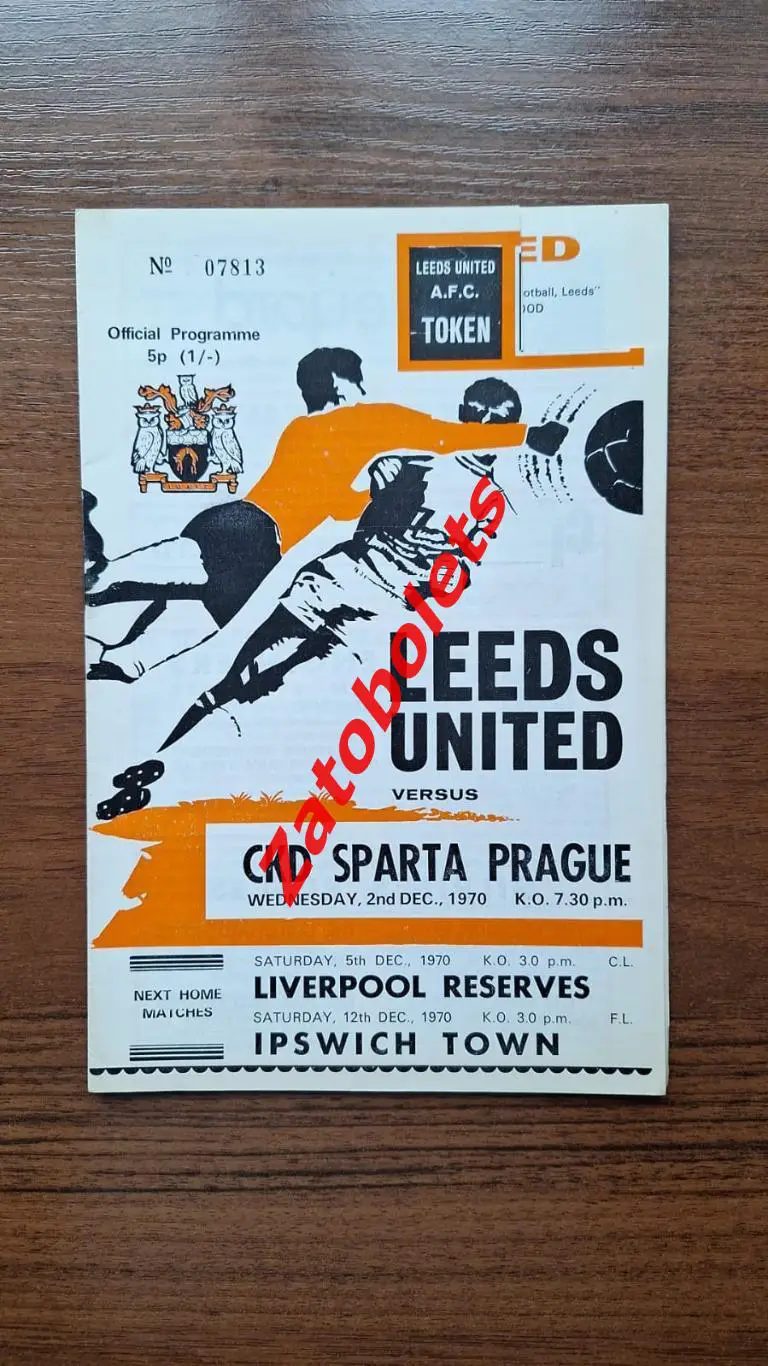 Nº 07813
ED
LEEDS UNITED
A.F.C.
TOKEN
otball, Leeds"
OOD
Official Programme
5p (1/-)
LEEDS
UNITED
VERSUS
CKD SPARTA PRAGUE
WEDNESDAY, 2nd DEC., 1970 K.O. 7.30 p.m.
NEXT HOME
MATCHES
SATURDAY, 5th DEC., 1970 K.O. 3.0 p.m. C.L.
LIVERPOOL RESERVES
SATURDAY, 12th DEC., 1970 K.O. 3.0 p.m. F.L.
IPSWICH TOWN
Zatobolets